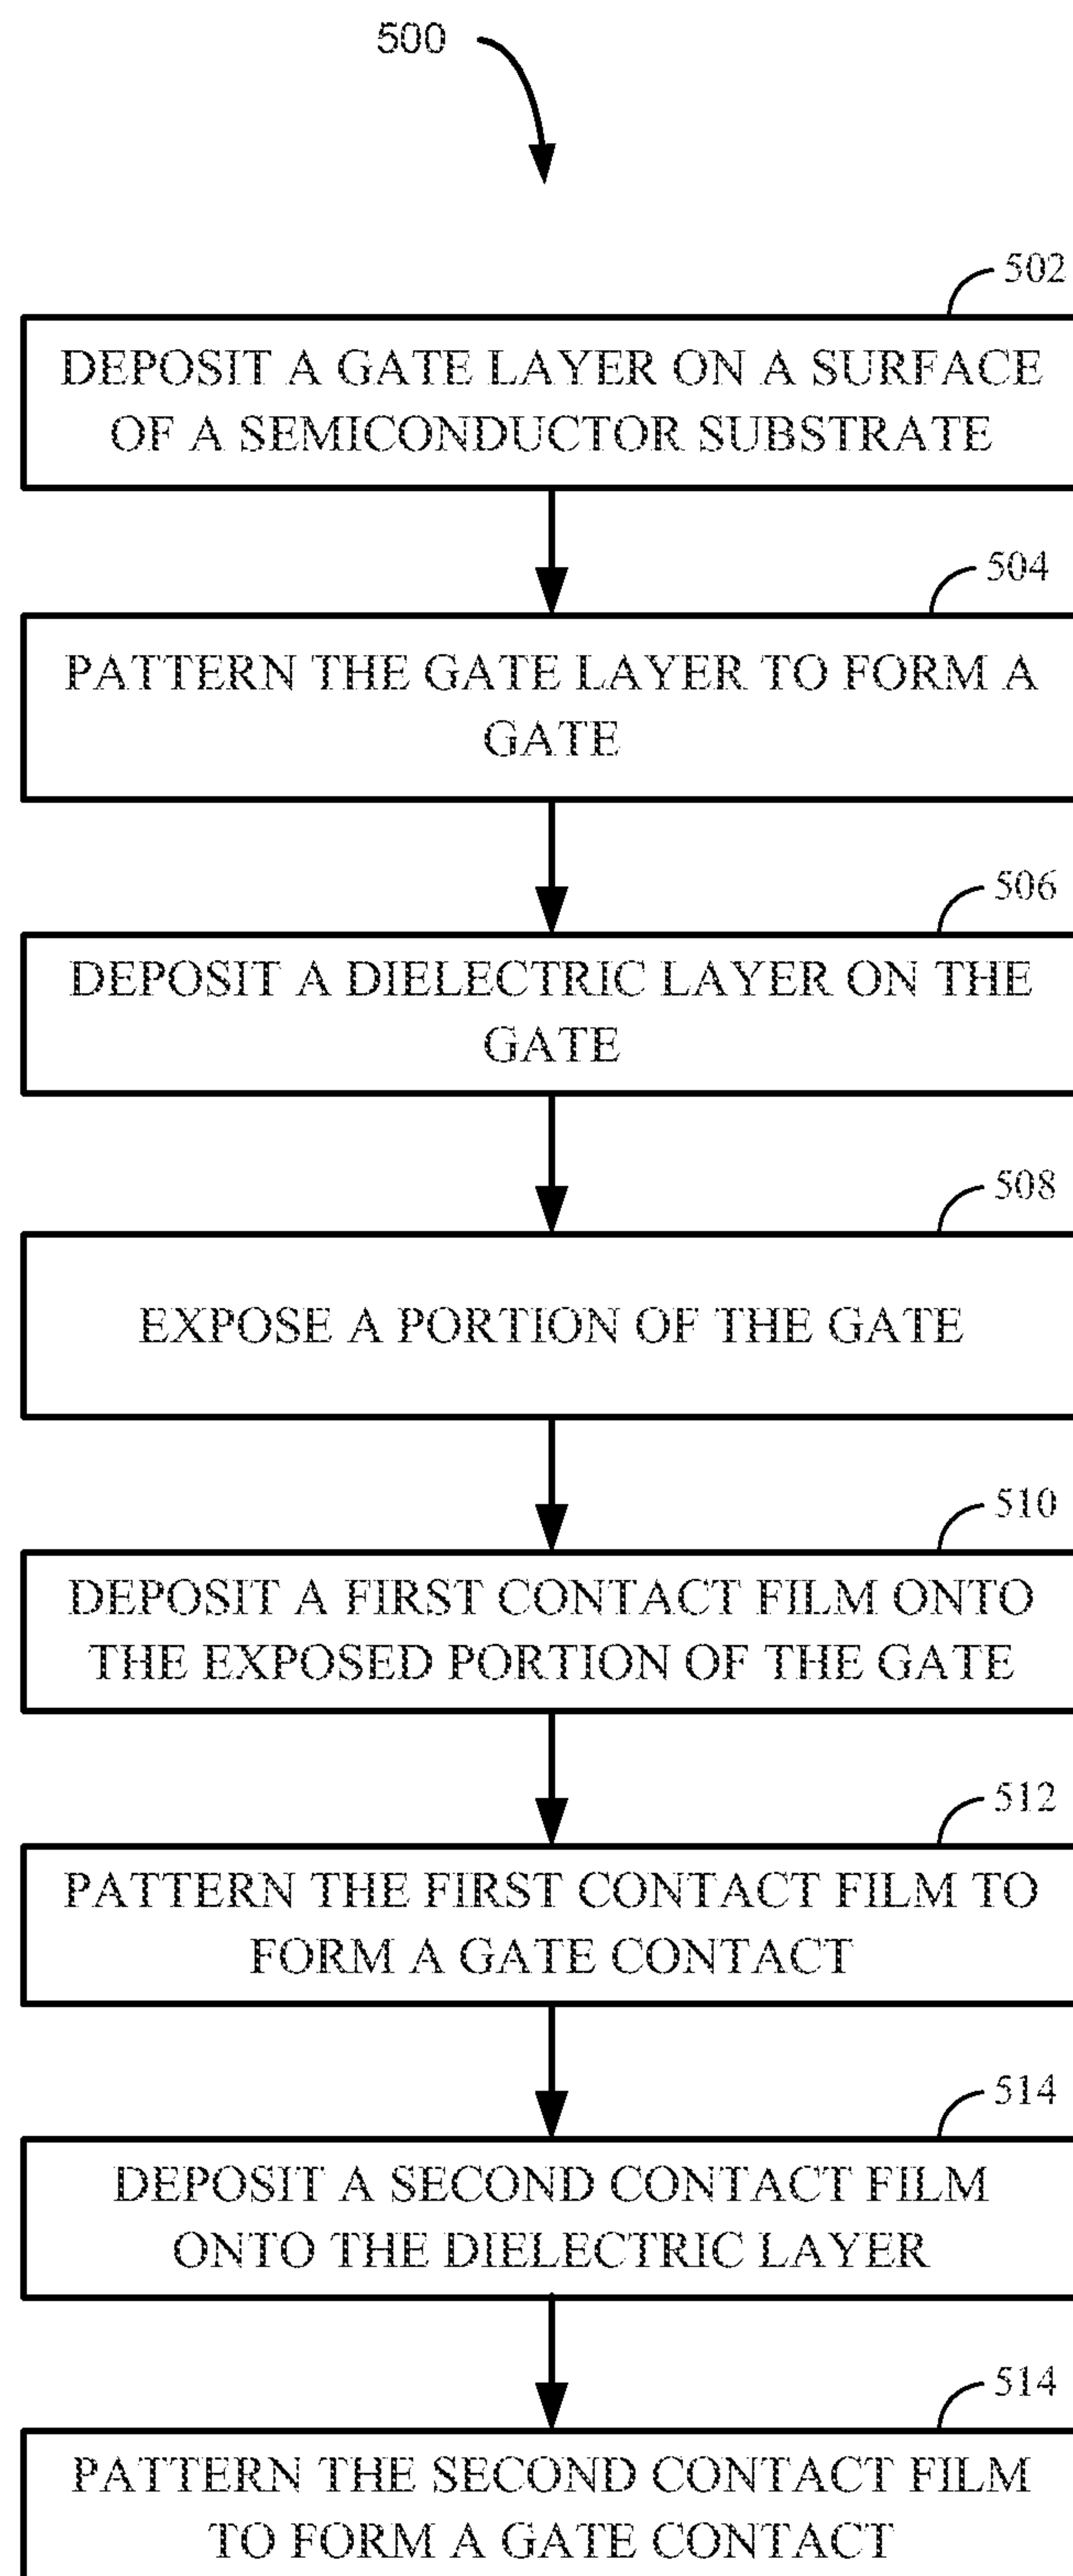 500
502
DEPOSIT A GATE LAYER ON A SURFACE
OF A SEMICONDUCTOR SUBSTRATE
504
PATTERN THE GATE LAYER TO FORM A
GATE
506
DEPOSIT A DIELECTRIC LAYER ON THE
GATE
508
EXPOSE A PORTION OF THE GATE
510
DEPOSIT A FIRST CONTACT FILM ONTO
THE EXPOSED PORTION OF THE GATE
512
PATTERN THE FIRST CONTACT FILM TO
FORM A GATE CONTACT
514
DEPOSIT A SECOND CONTACT FILM
ONTO THE DIELECTRIC LAYER
514
PATTERN THE SECOND CONTACT FILM
TO FORM A GATE CONTACT